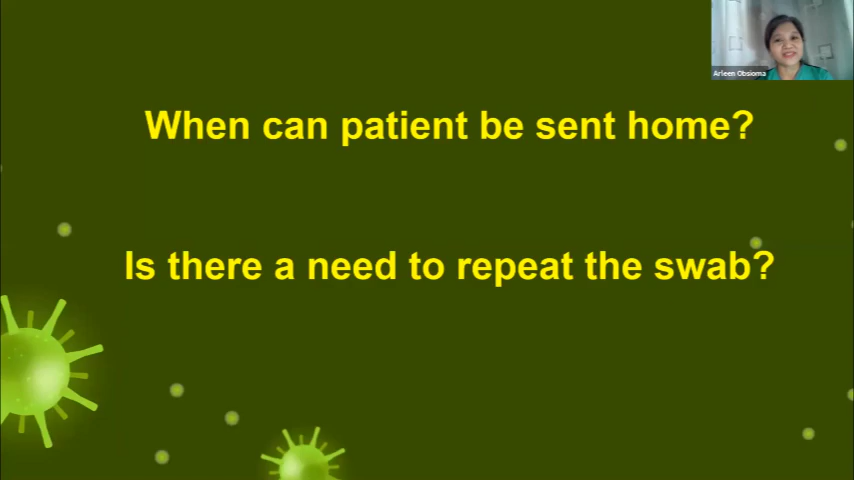 Arleen Obsioma
When can patient be sent home?
Is there a need to repeat the swab?